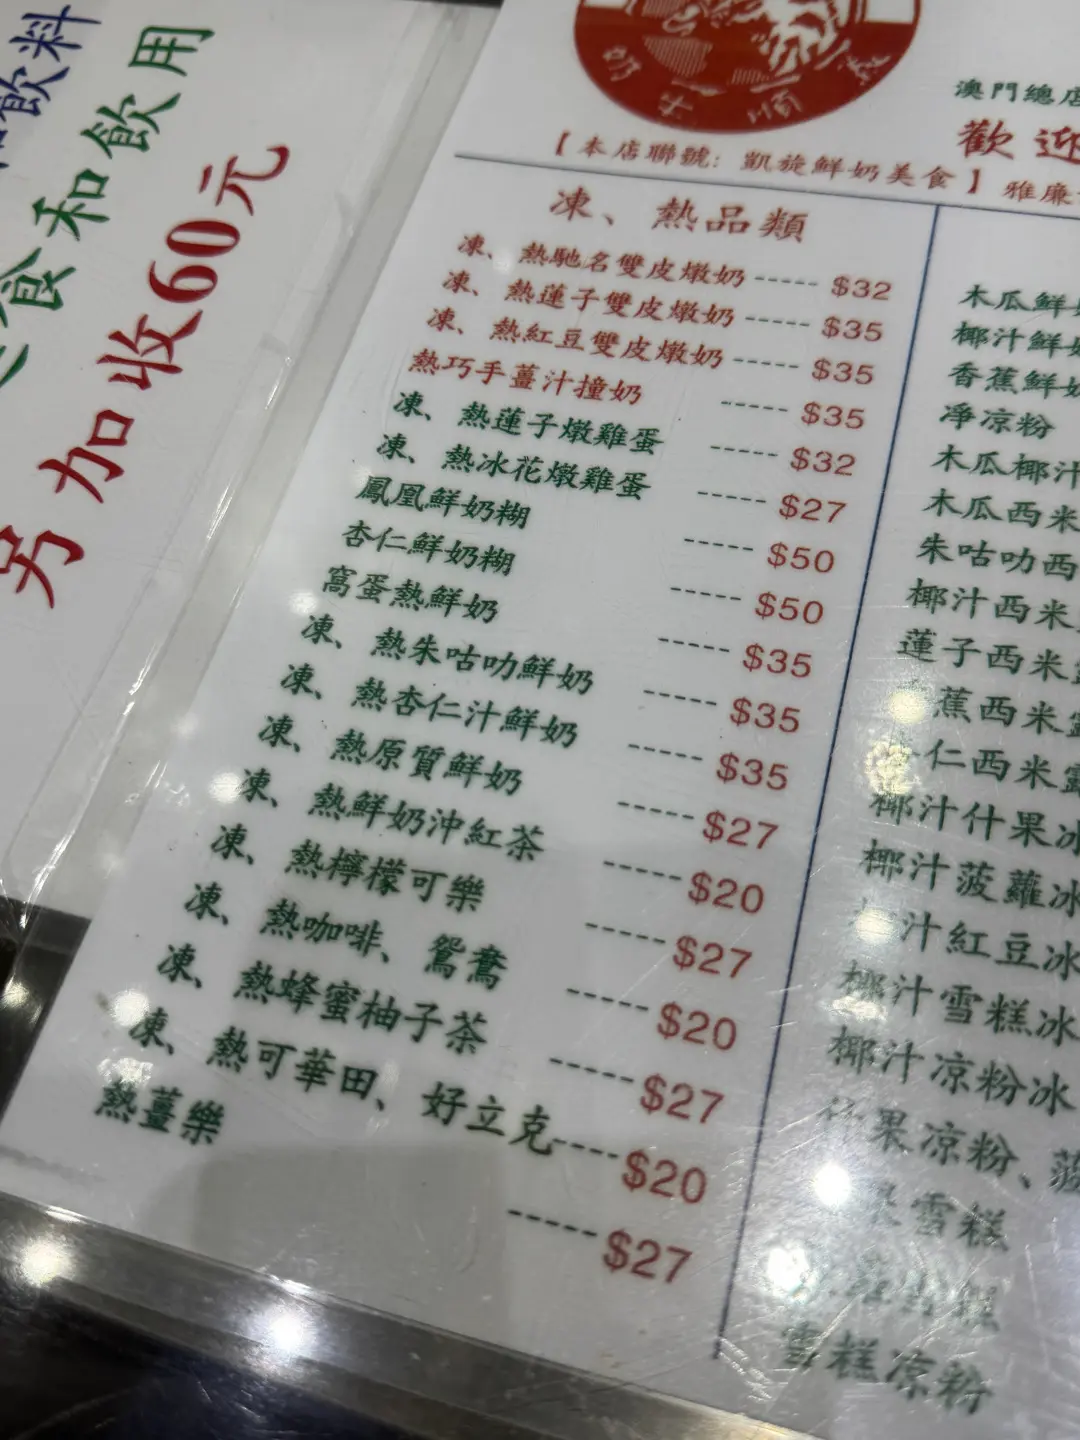 飲料
食和飲用
另加收60元
奶牛
澳門總店
歡迎
【本店聯號: 凱旋鮮奶美食】雅廉
凍、熱品類
凍、熱馳名雙皮燉奶 ----- $32
凍、熱蓮子雙皮燉奶 ----- $35
凍、熱紅豆雙皮燉奶 ----- $35
熱巧手薑汁撞奶 ----- $35
凍、熱蓮子燉雞蛋 ----- $32
凍、熱冰花燉雞蛋 ----- $27
鳳凰鮮奶糊 ----- $50
杏仁鮮奶糊 ----- $50
窩蛋熱鮮奶 ----- $35
凍、熱朱咕叻鮮奶 ----- $35
凍、熱杏仁汁鮮奶 ----- $35
凍、熱原質鮮奶 ----- $27
凍、熱鮮奶沖紅茶 ----- $20
凍、熱檸檬可樂 ----- $27
凍、熱咖啡、鴛鴦 ----- $20
凍、熱蜂蜜柚子茶 ----- $27
凍、熱可華田、好立克 ---- $20
熱薑樂 ----- $27
木瓜鮮奶
椰汁鮮奶
香蕉鮮奶
凈凉粉
木瓜椰汁
木瓜西米
朱咕叻西
椰汁西米
蓮子西米
蕉西米
仁西米露
椰汁什果冰
椰汁菠蘿冰
汁紅豆冰
椰汁雪糕冰
椰汁凉粉冰
什果凉粉、菠
果雪糕
雪糕凉粉